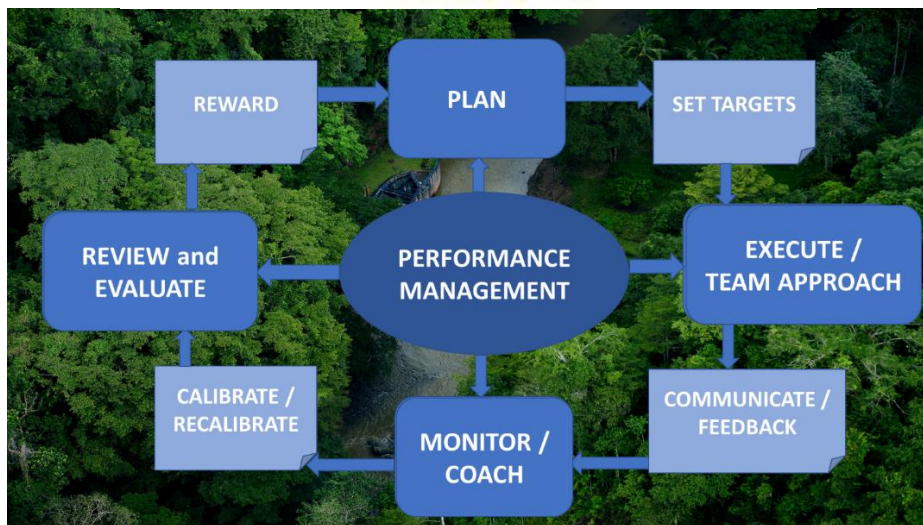 REWARD
PLAN
SET TARGETS
REVIEW and
EVALUATE
PERFORMANCE
MANAGEMENT
EXECUTE /
TEAM APPROACH
CALIBRATE /
RECALIBRATE
MONITOR /
COACH
COMMUNICATE /
FEEDBACK